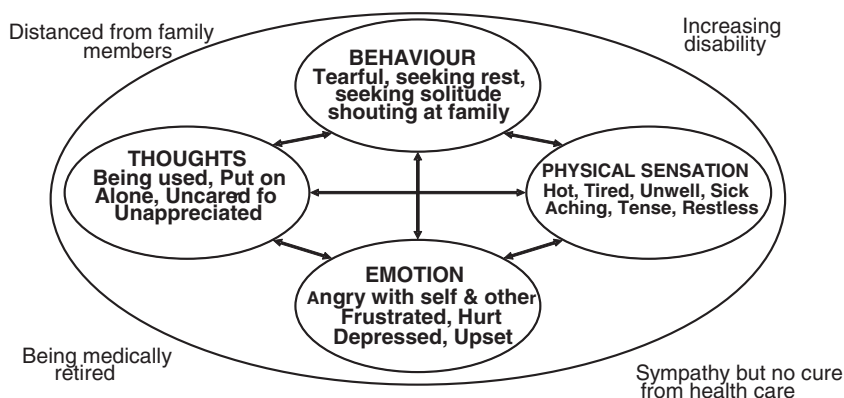 Distanced from family
members
Increasing
disability
BEHAVIOUR
Tearful, seeking rest,
seeking solitude
shouting at family
THOUGHTS
Being used, Put on
Alone, Uncared fo
Unappreciated
PHYSICAL SENSATION
Hot, Tired, Unwell, Sick
Aching, Tense, Restless
EMOTION
Angry with self & other
Frustrated, Hurt
Depressed, Upset
Being medically
retired
Sympathy but no cure
from health care